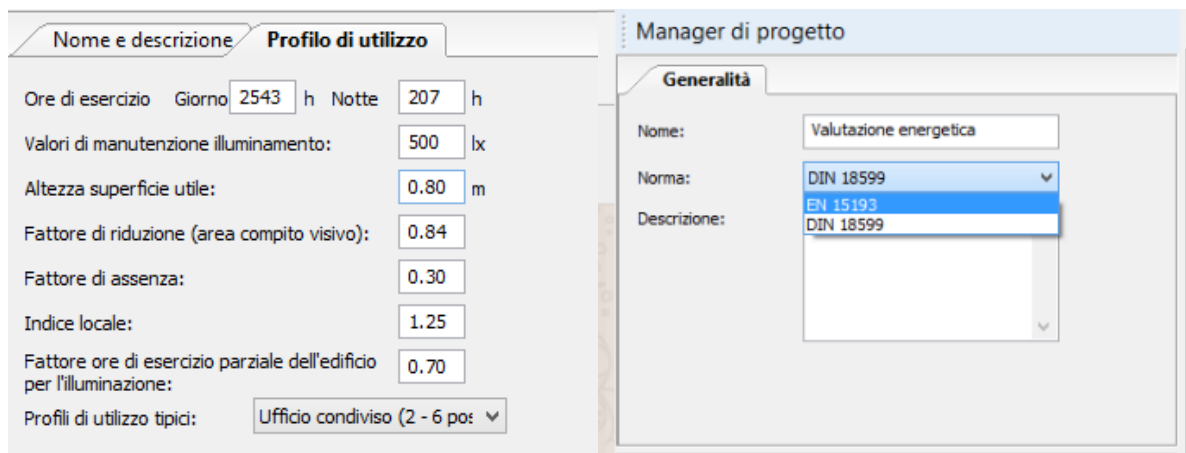 Nome e descrizione Profilo di utilizzo
Ore di esercizio Giorno 2543 h Notte 207 h
Valori di manutenzione illuminamento: 500 lx
Altezza superficie utile: 0.80 m
Fattore di riduzione (area compito visivo): 0.84
Fattore di assenza: 0.30
Indice locale: 1.25
Fattore ore di esercizio parziale dell'edificio
per l'illuminazione: 0.70
Profili di utilizzo tipici: Ufficio condiviso (2 - 6 pos
Manager di progetto
Generalità
Nome: Valutazione energetica
Norma: DIN 18599
EN 15193
Descrizione: DIN 18599